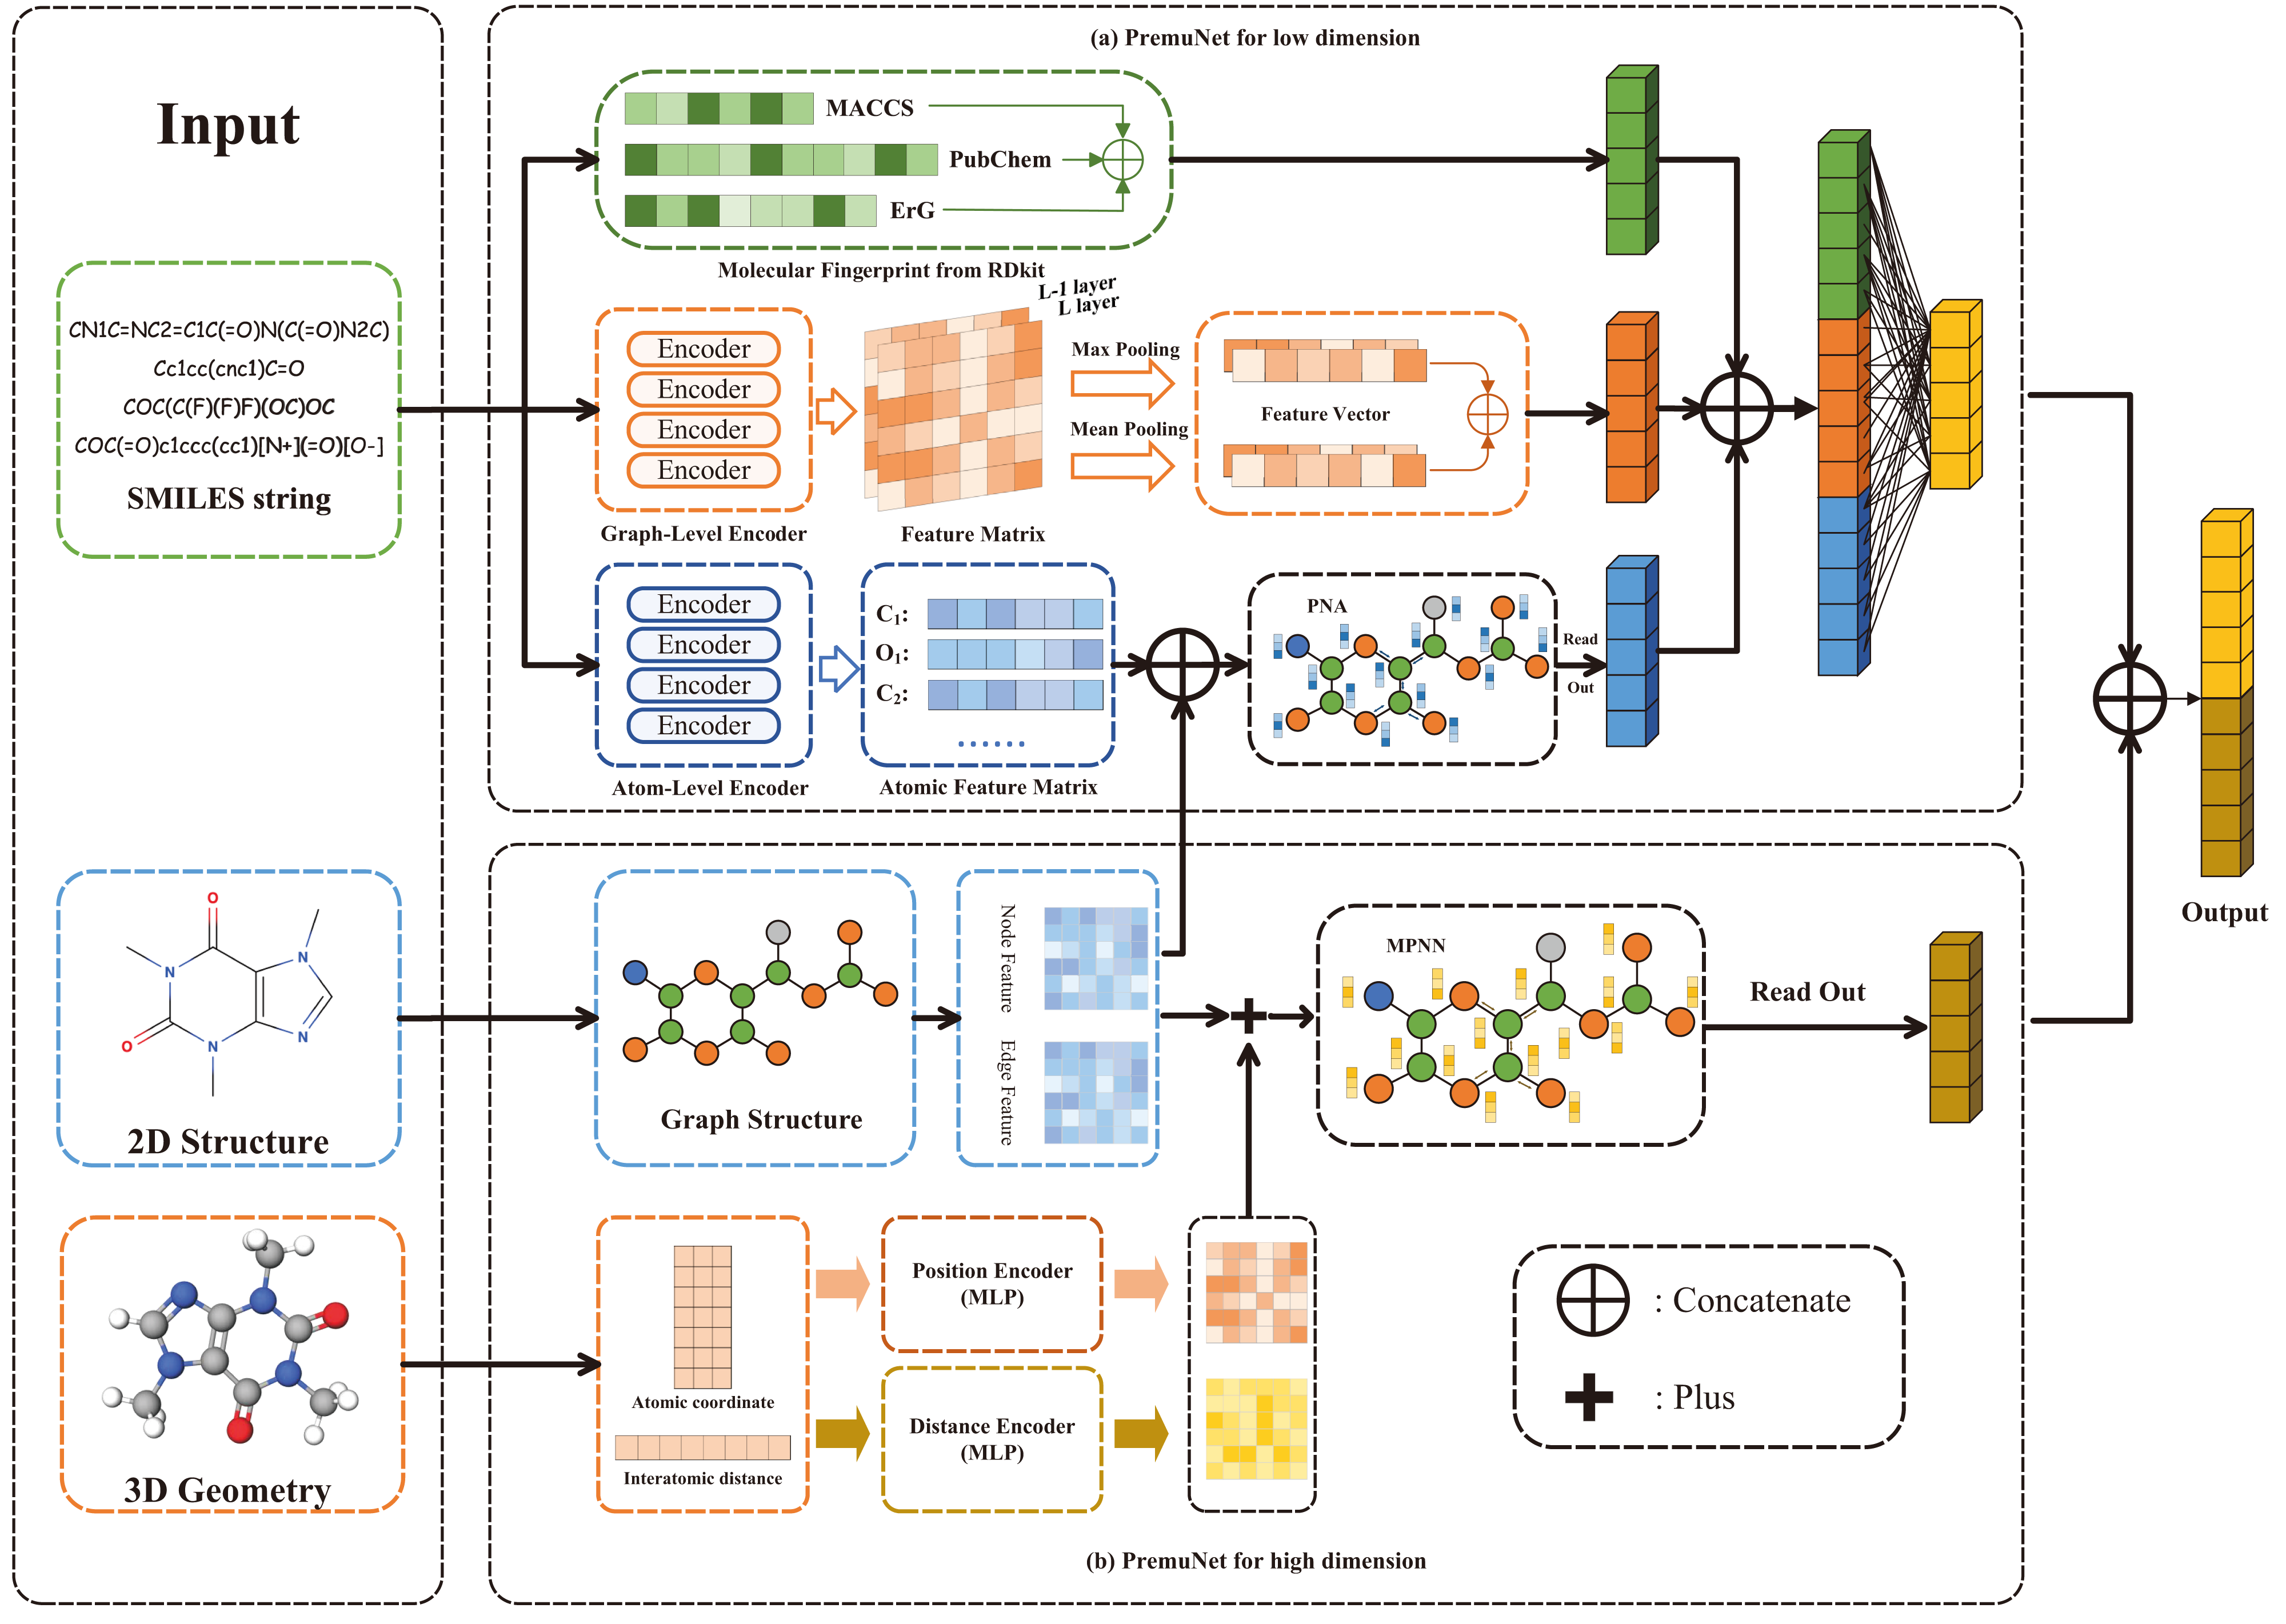 Input
CN1C=NC2=C1C(=O)N(C(=O)N2C)
Cc1cc(cnc1)C=O
COC(C(F)(F)F)(OC)OC
COC(=O)c1ccc(cc1)[N+](=O)[O-]
SMILES string
O
N
N
N
N
O
2D Structure
3D Geometry
(a) PremuNet for low dimension
MACCS
PubChem
ErG
Molecular Fingerprint from RDkit
Encoder
Encoder
Encoder
Encoder
Graph-Level Encoder
L-1 layer
L layer
Feature Matrix
Max Pooling
Mean Pooling
Feature Vector
Encoder
Encoder
Encoder
Encoder
Atom-Level Encoder
C₁:
O₁:
C₂:
......
Atomic Feature Matrix
PNA
Read
Out
Graph Structure
Node Feature
Edge Feature
MPNN
Read Out
Atomic coordinate
Interatomic distance
Position Encoder
(MLP)
Distance Encoder
(MLP)
: Concatenate
: Plus
(b) PremuNet for high dimension
Output